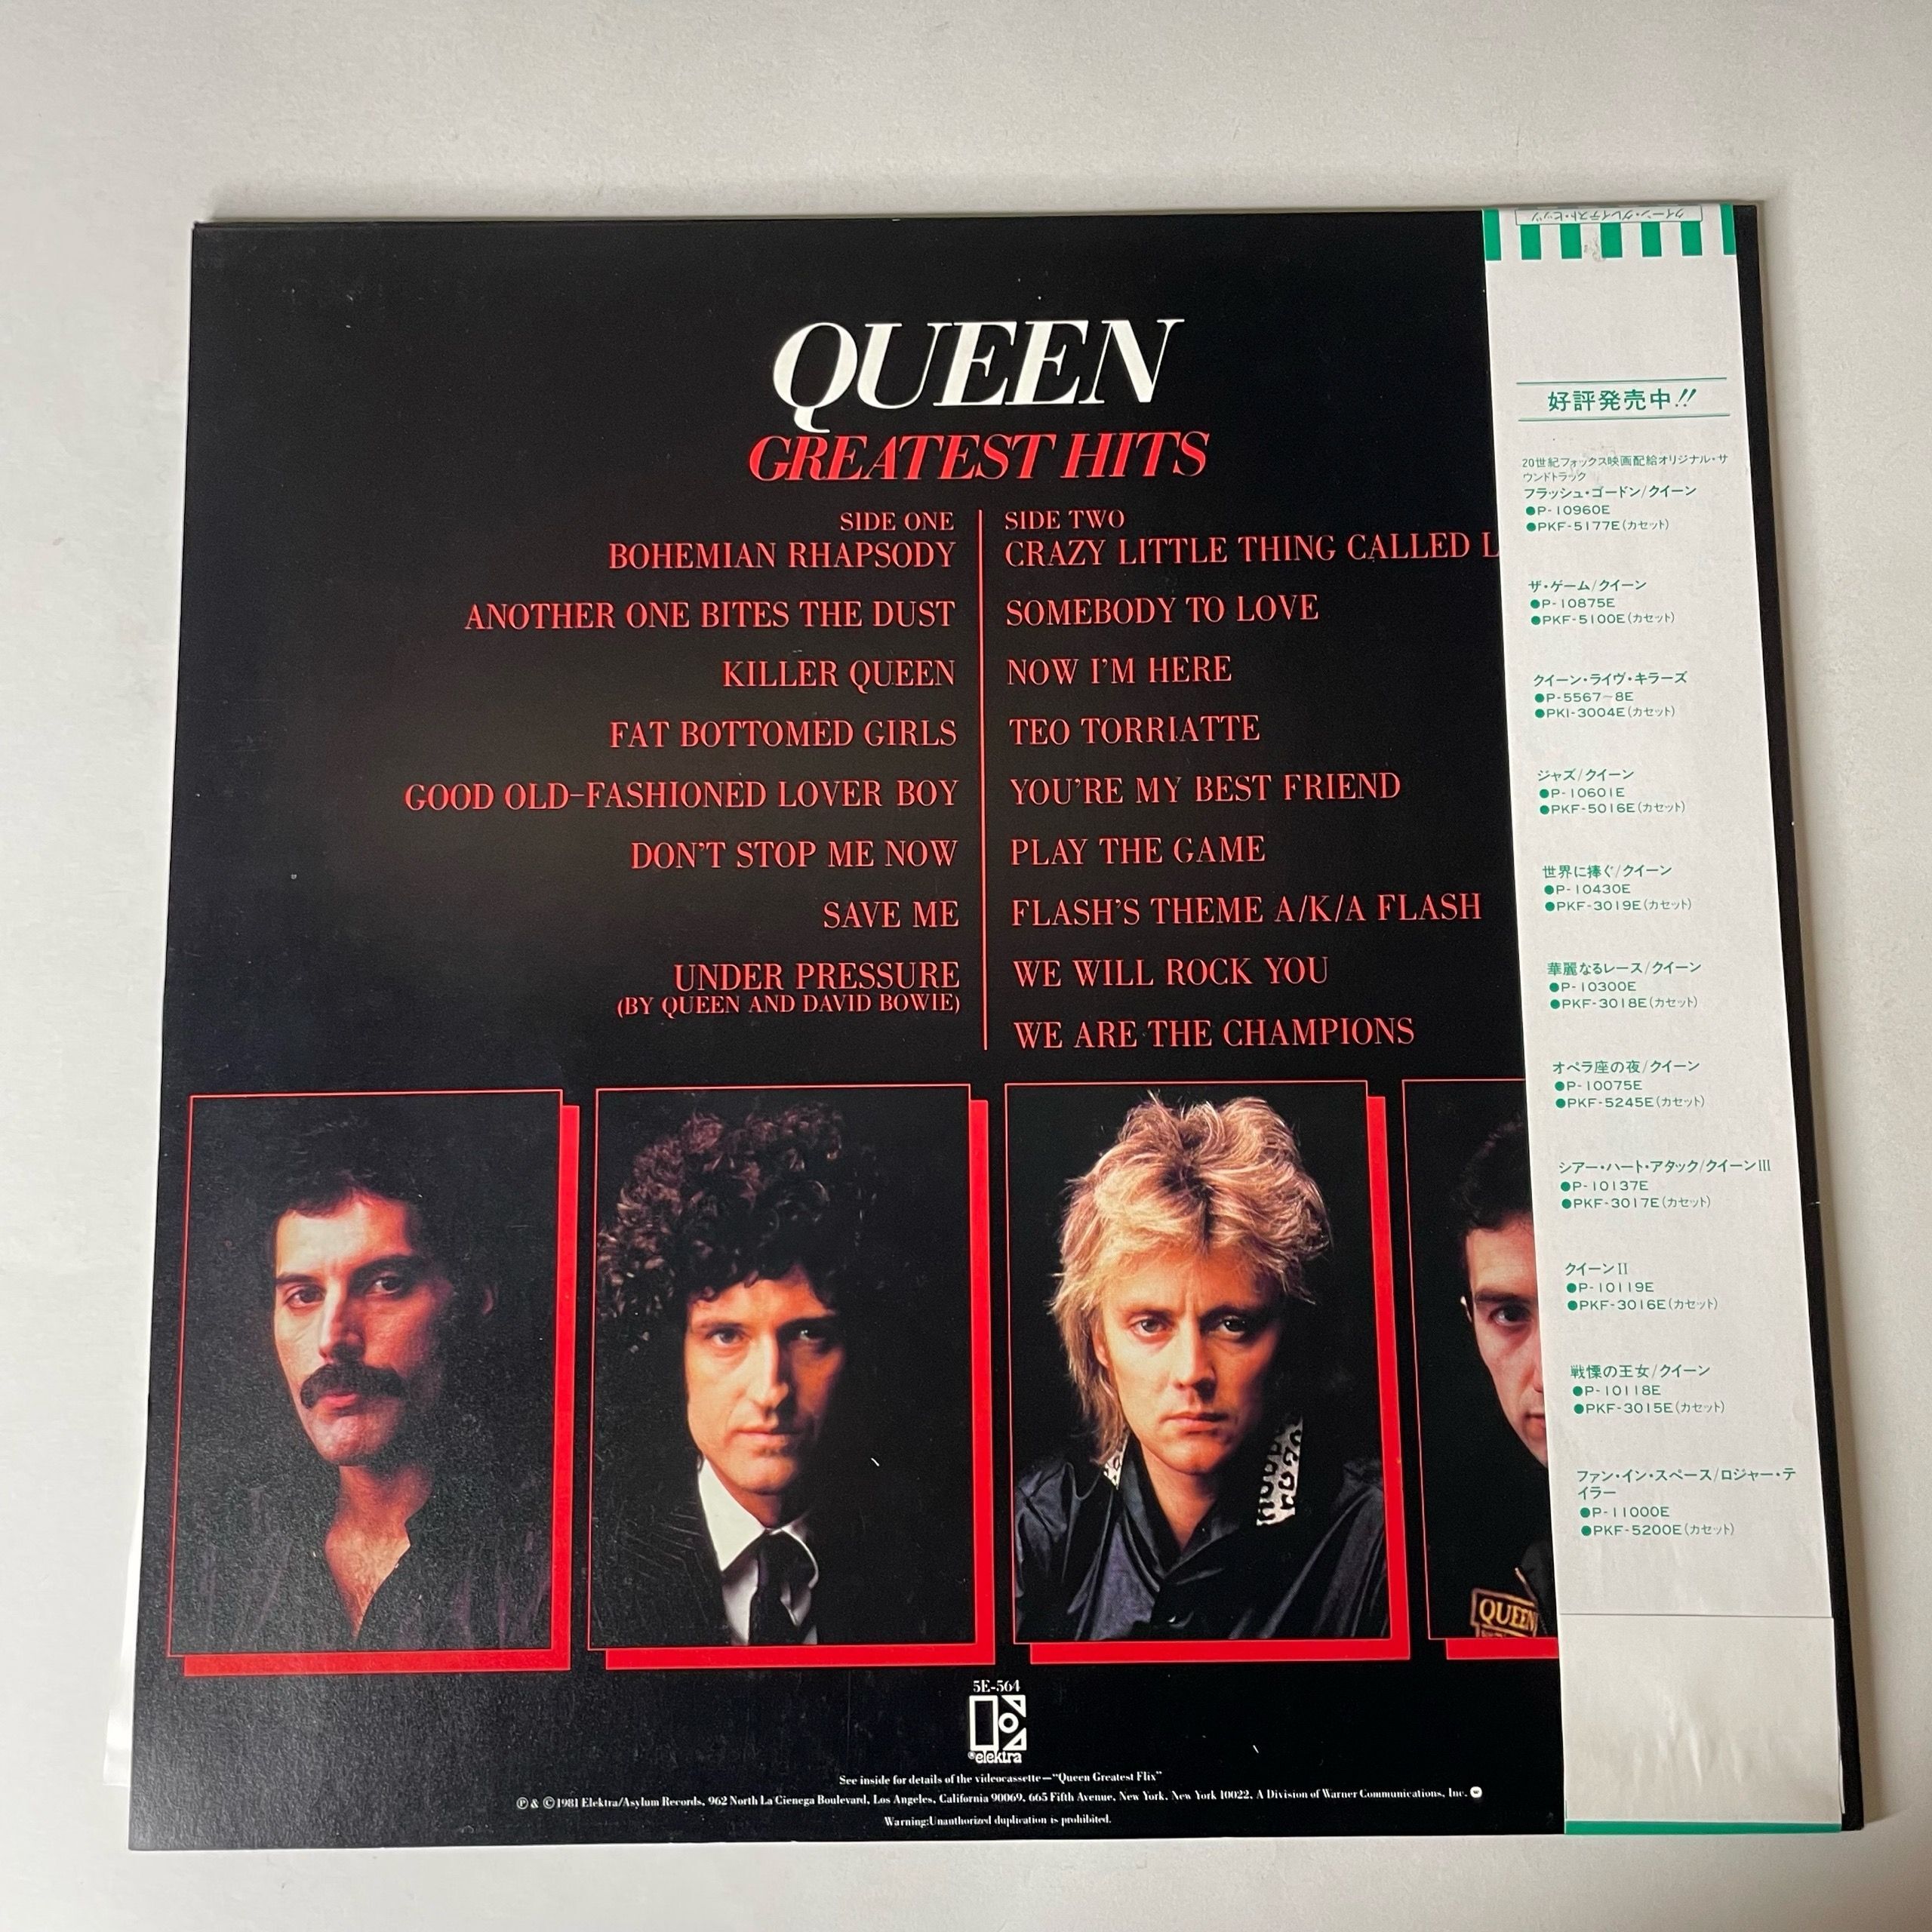 QUEEN
GREATEST HITS
SIDE ONE
BOHEMIAN RHAPSODY
ANOTHER ONE BITES THE DUST
KILLER QUEEN
FAT BOTTOMED GIRLS
GOOD OLD-FASHIONED LOVER BOY
DON'T STOP ME NOW
SAVE ME
UNDER PRESSURE
(BY QUEEN AND DAVID BOWIE)
SIDE TWO
CRAZY LITTLE THING CALLED L
SOMEBODY TO LOVE
NOW I'M HERE
TEO TORRIATTE
YOU'RE MY BEST FRIEND
PLAY THE GAME
FLASH'S THEME A/K/A FLASH
WE WILL ROCK YOU
WE ARE THE CHAMPIONS
QUEEN
5E-564
®elektra
See inside for details of the videocassette—"Queen Greatest Flix"
℗ & ©1981 Elektra/Asylum Records, 962 North La Cienega Boulevard, Los Angeles, California 90069. 665 Fifth Avenue, New York, New York 10022. A Division of Warner Communications, Inc.
Warning:Unauthorized duplication is prohibited.
クイーン・グレイテスト・ヒッツ
好評発売中!!
20世紀フォックス映画配給オリジナル・サ
ウンドトラック
フラッシュ・ゴードン/クイーン
●P-10960E
●PKF-5177E(カセット)
ザ・ゲーム/クイーン
●P-10875E
●PKF-5100E(カセット)
クイーン・ライヴ・キラーズ
●P-5567~8E
●PKI-3004E(カセット)
ジャズ/クイーン
●P-10601E
●PKF-5016E(カセット)
世界に捧ぐ/クイーン
●P-10430E
●PKF-3019E(カセット)
華麗なるレース/クイーン
●P-10300E
●PKF-3018E(カセット)
オペラ座の夜/クイーン
●P-10075E
●PKF-5245E(カセット)
シアー・ハート・アタック/クイーンIII
●P-10137E
●PKF-3017E(カセット)
クイーンII
●P-10119E
●PKF-3016E(カセット)
戦慄の王女/クイーン
●P-10118E
●PKF-3015E(カセット)
ファン・イン・スペース/ロジャー・テ
イラー
●P-11000E
●PKF-5200E(カセット)